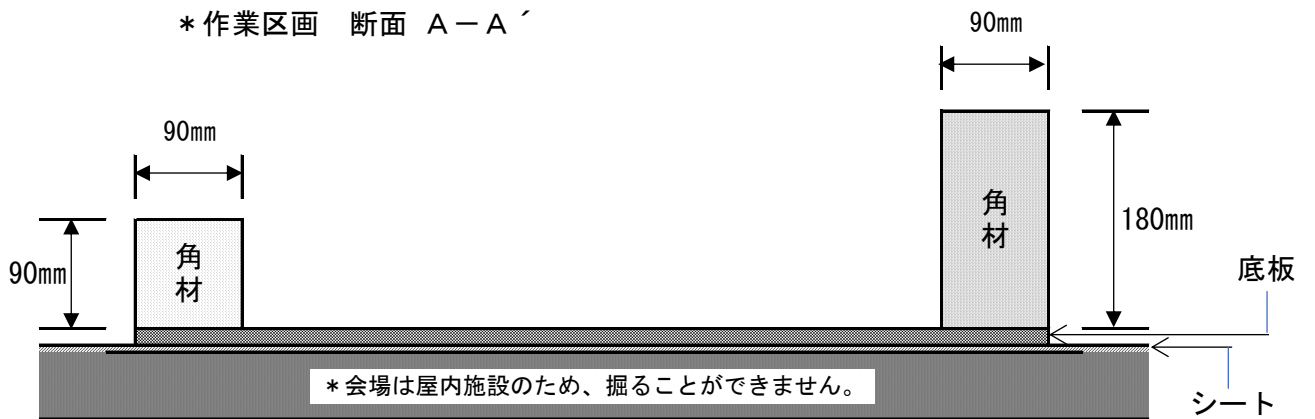 ＊作業区画　断面 Ａ－Ａ´
90mm
90mm
角材
角材
90mm
180mm
底板
＊会場は屋内施設のため、掘ることができません。
シート